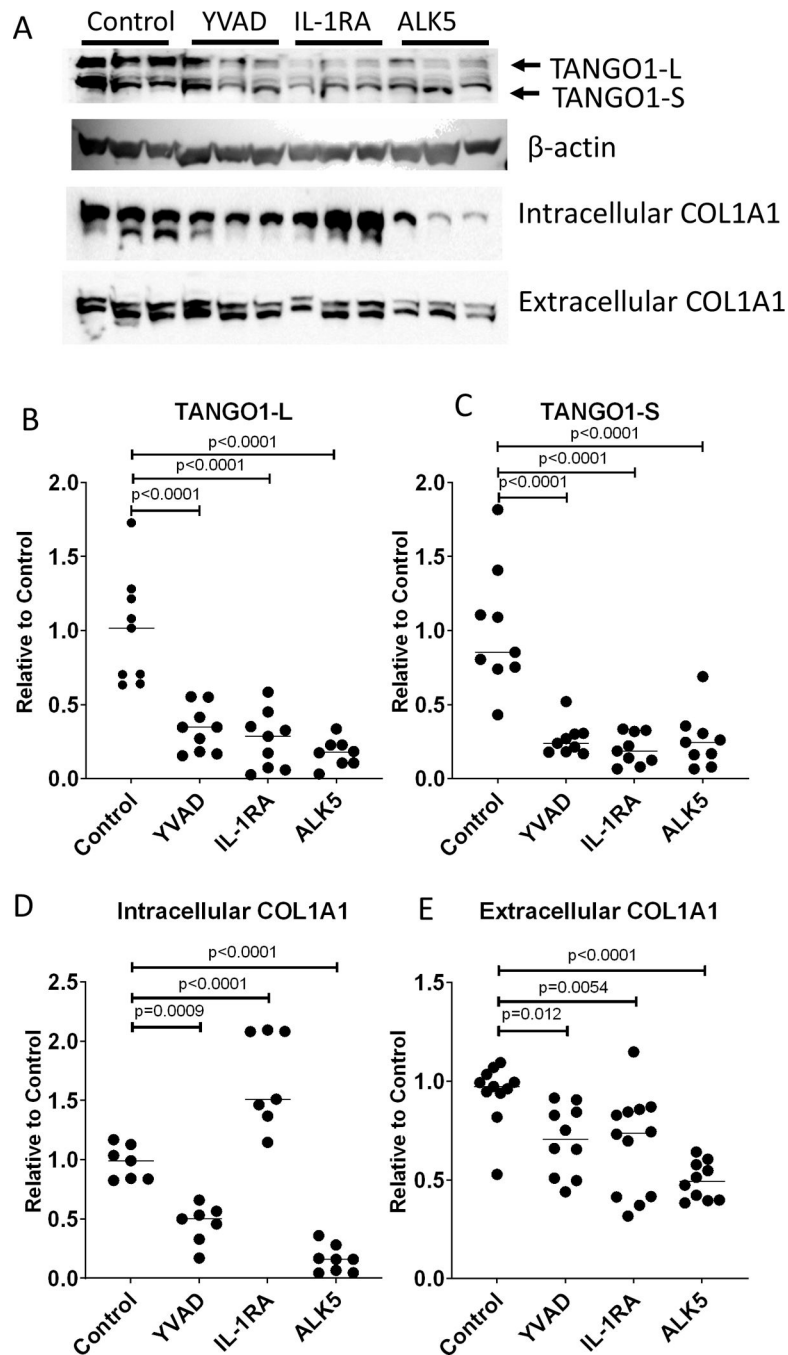 A
Control YVAD IL-1RA ALK5
TANGO1-L
TANGO1-S
β-actin
Intracellular COL1A1
Extracellular COL1A1
B
TANGO1-L
p<0.0001
p<0.0001
p<0.0001
Relative to Control
2.0
1.5
1.0
0.5
0.0
Control YVAD IL-1RA ALK5
C
TANGO1-S
p<0.0001
p<0.0001
p<0.0001
Relative to Control
2.0
1.5
1.0
0.5
0.0
Control YVAD IL-1RA ALK5
D
Intracellular COL1A1
p<0.0001
p<0.0001
p=0.0009
Relative to Control
2.5
2.0
1.5
1.0
0.5
0.0
Control YVAD IL-1RA ALK5
E
Extracellular COL1A1
p<0.0001
p=0.0054
p=0.012
Relative to Control
1.5
1.0
0.5
0.0
Control YVAD IL-1RA ALK5